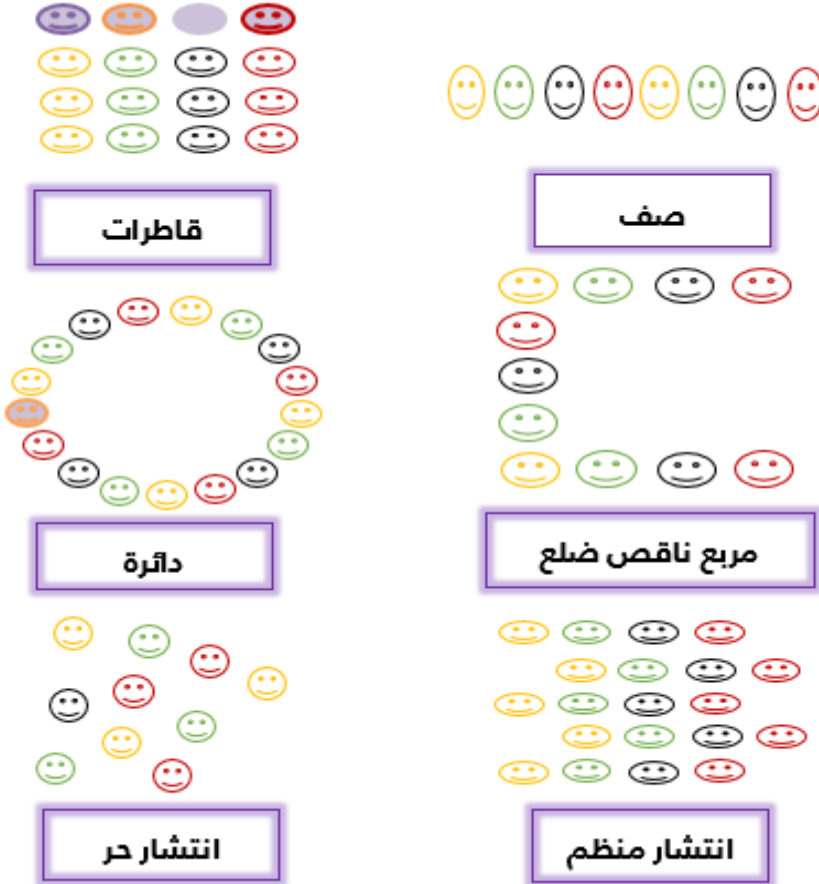 صف
قاطرات
مربع ناقص ضلع
دائرة
انتشار منظم
انتشار حر